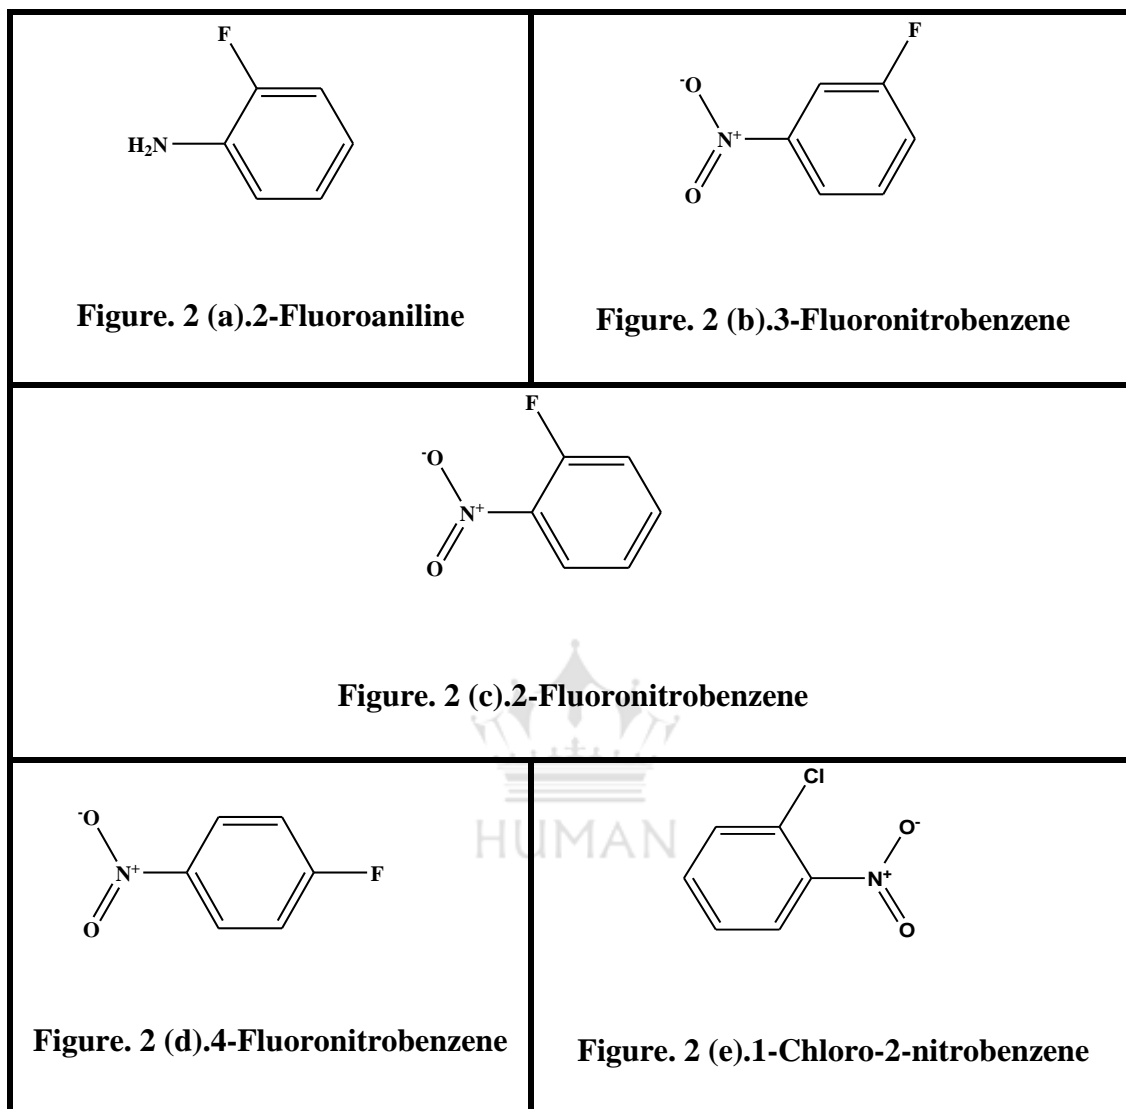 F
H₂N
Figure. 2 (a).2-Fluoroaniline
F
⁻O
N⁺
O
Figure. 2 (b).3-Fluoronitrobenzene
F
⁻O
N⁺
O
Figure. 2 (c).2-Fluoronitrobenzene
HUMAN
⁻O
N⁺
F
O
Figure. 2 (d).4-Fluoronitrobenzene
Cl
O⁻
N⁺
O
Figure. 2 (e).1-Chloro-2-nitrobenzene